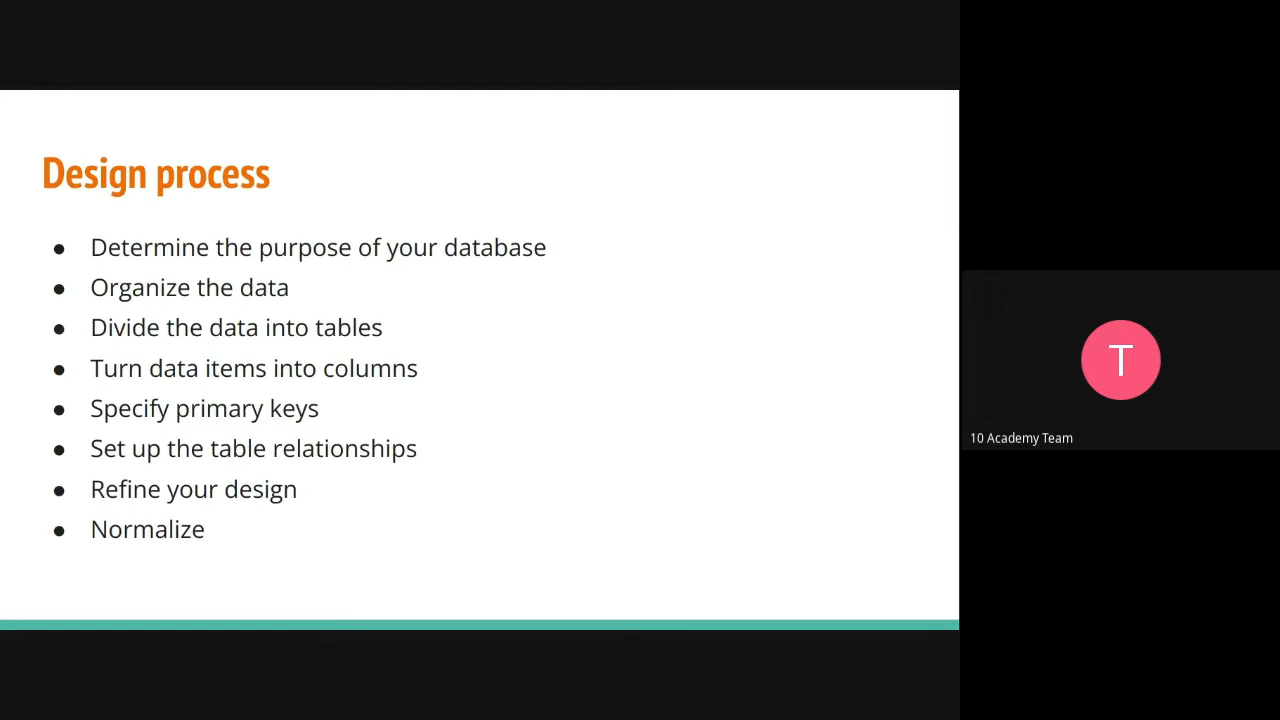 Design process
● Determine the purpose of your database
● Organize the data
● Divide the data into tables
● Turn data items into columns
● Specify primary keys
● Set up the table relationships
● Refine your design
● Normalize
T
10 Academy Team